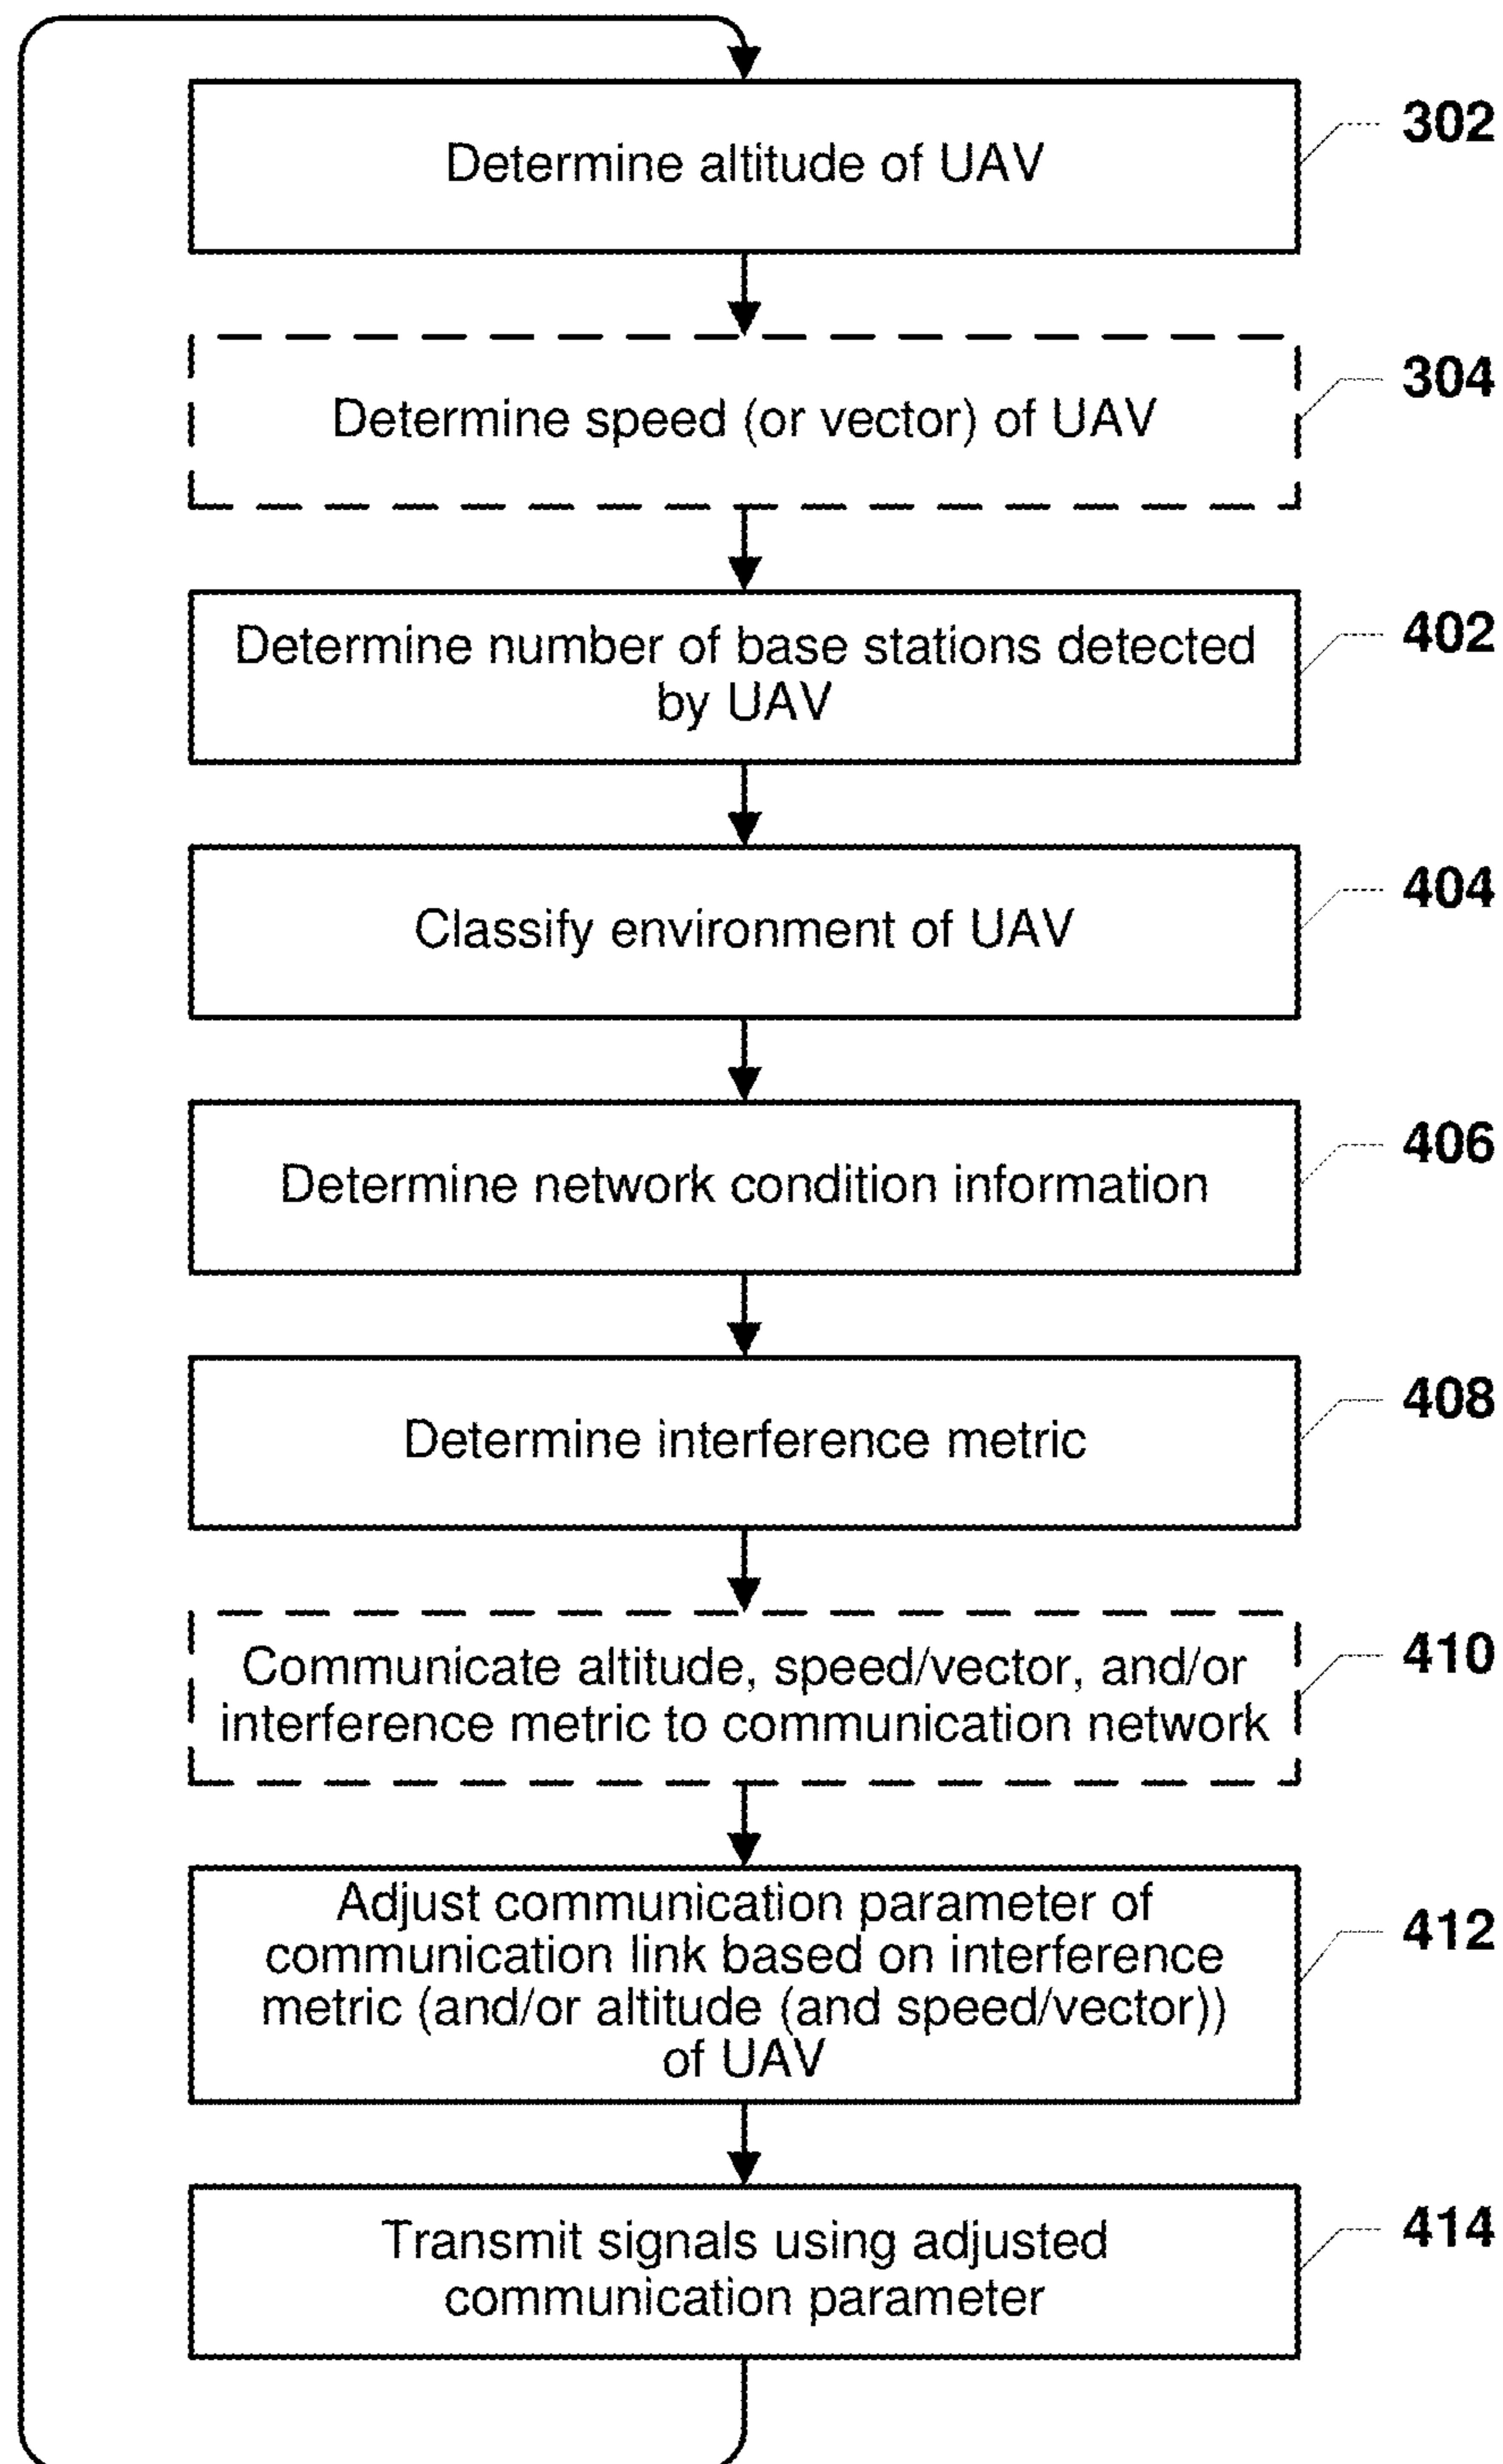 Determine altitude of UAV
302
Determine speed (or vector) of UAV
304
Determine number of base stations detected
by UAV
402
Classify environment of UAV
404
Determine network condition information
406
Determine interference metric
408
Communicate altitude, speed/vector, and/or
interference metric to communication network
410
Adjust communication parameter of
communication link based on interference
metric (and/or altitude (and speed/vector))
of UAV
412
Transmit signals using adjusted
communication parameter
414